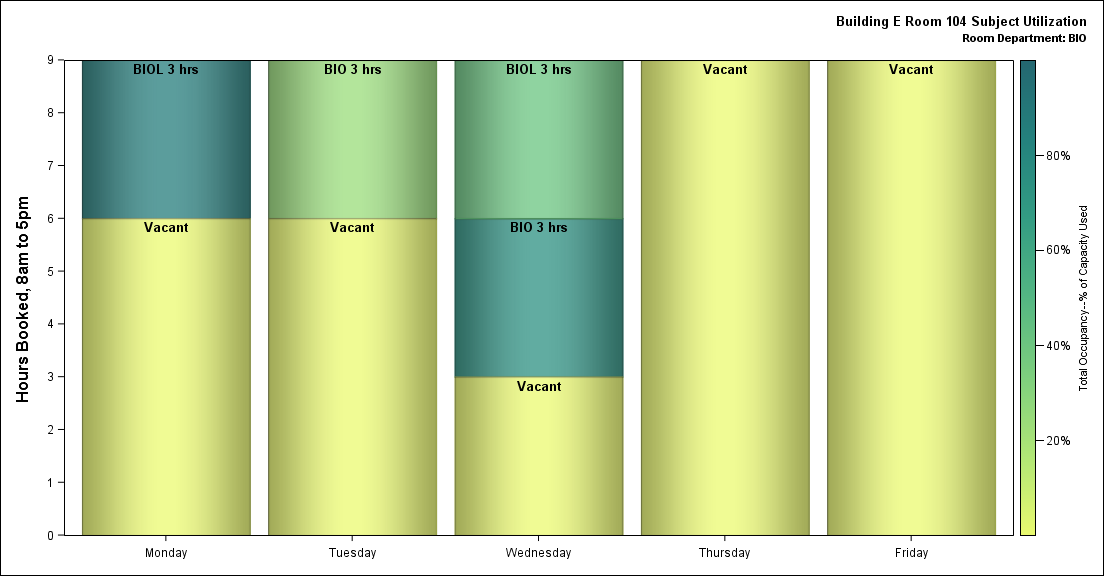 Building E Room 104 Subject Utilization
Room Department: BIO
Hours Booked, 8am to 5pm
9
8
7
6
5
4
3
2
1
0
BIOL 3 hrs
Vacant
BIO 3 hrs
Vacant
BIOL 3 hrs
BIO 3 hrs
Vacant
Vacant
Vacant
Monday
Tuesday
Wednesday
Thursday
Friday
80%
60%
40%
20%
Total Occupancy--% of Capacity Used